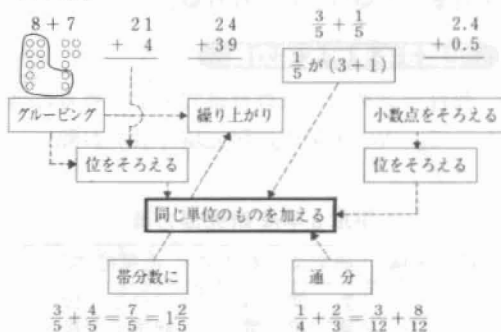 8 + 7
21
+ 4
24
+39
3/5 + 1/5
2.4
+0.5
1/5 が (3+1)
グルーピング
繰り上がり
小数点をそろえる
位をそろえる
位をそろえる
同じ単位のものを加える
帯分数に
通分
3/5 + 4/5 = 7/5 = 1 2/5
1/4 + 2/3 = 3/12 + 8/12